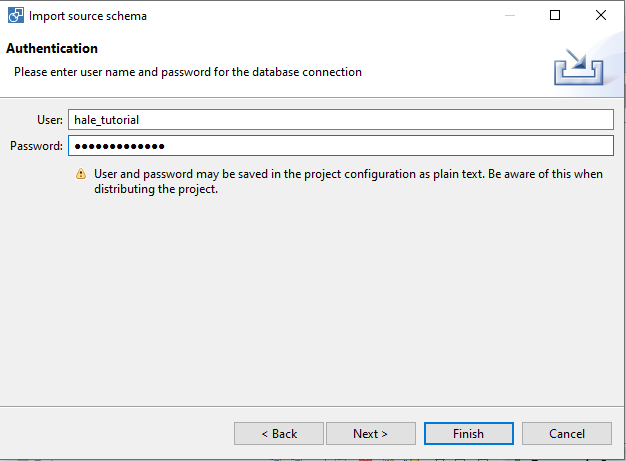 Import source schema
Authentication
Please enter user name and password for the database connection
User: hale_tutorial
Password: ●●●●●●●●●●●●●
User and password may be saved in the project configuration as plain text. Be aware of this when
distributing the project.
< Back Next > Finish Cancel